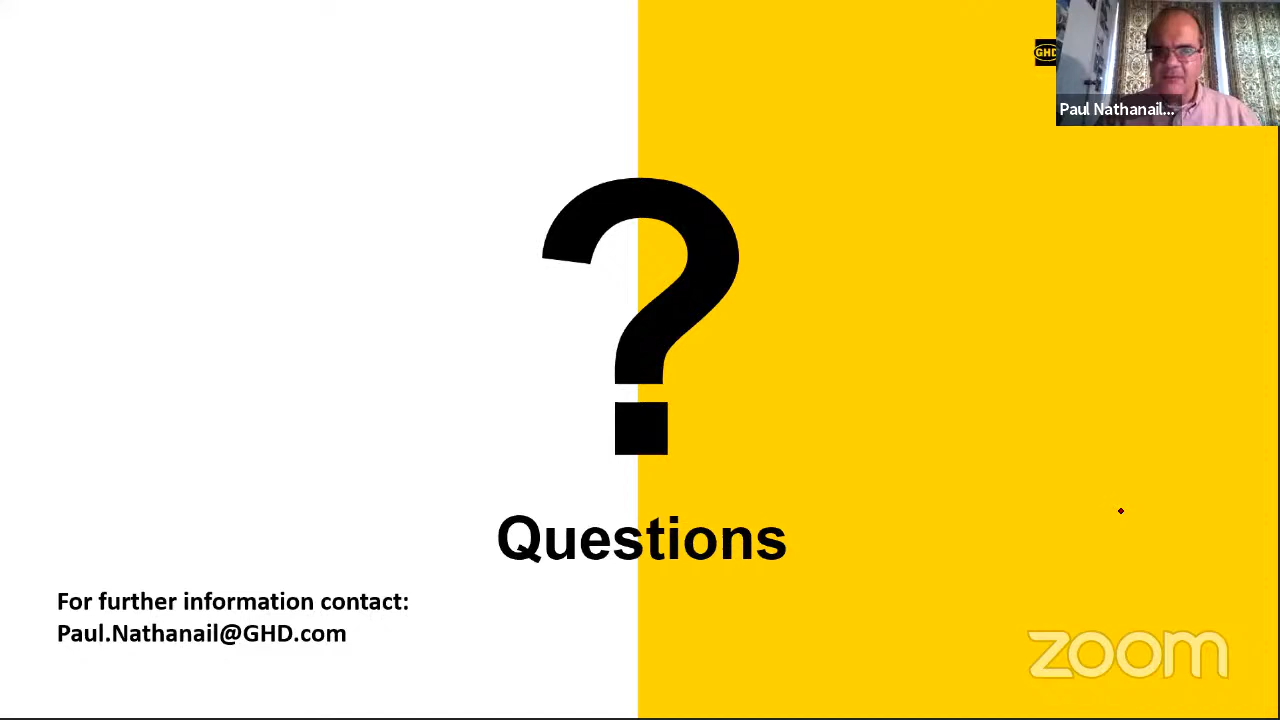 GHD
Paul Nathanail...
?
Questions
For further information contact:
Paul.Nathanail@GHD.com
zoom